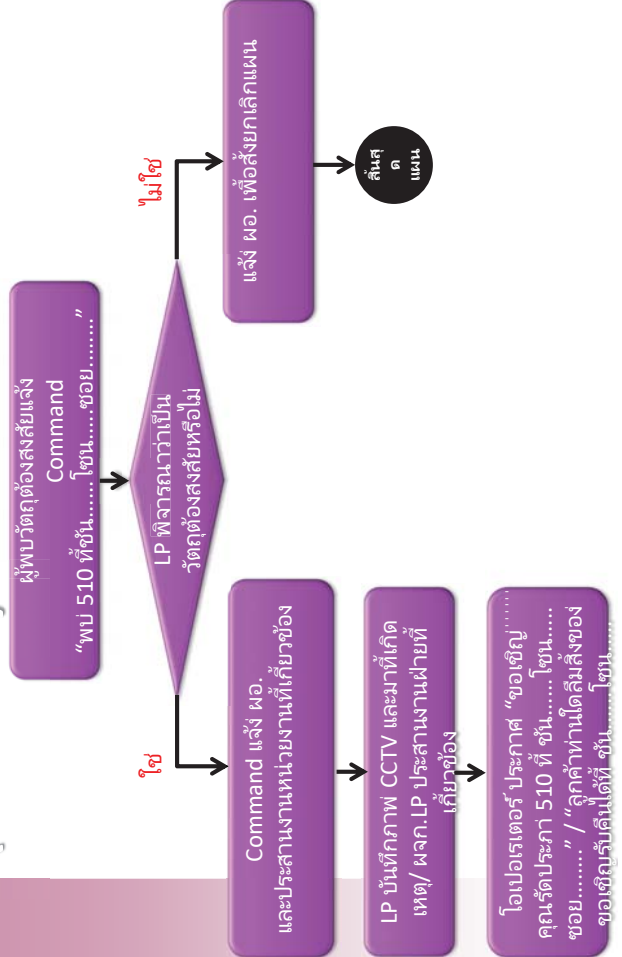 ผู้พบวัตถุต้องสงสัยแจ้ง
Command
“พบ 510 ที่ชั้น....... โซน.....ซอย........”
LP พิจารณาว่าเป็น
วัตถุต้องสงสัยหรือไม่
ใช่
ไม่ใช่
Command แจ้ง ผอ.
และประสานงานหน่วยงานที่เกี่ยวข้อง
แจ้ง ผอ. เพื่อสั่งยกเลิกแผน
LP บันทึกภาพ CCTV และมาที่เกิด
เหตุ/ ผจก.LP ประสานงานฝ่ายที่
เกี่ยวข้อง
สิ้นสุ
ด
แผน
โอเปอเรเตอร์ ประกาศ “ขอเชิญ
คุณรัดประภา 510 ที่ ชั้น.......โซน.....
ซอย........” / “ลูกค้าท่านใดลืมสิ่งของ
ขอเชิญรับคืนได้ที่ ชั้น.......โซน.....